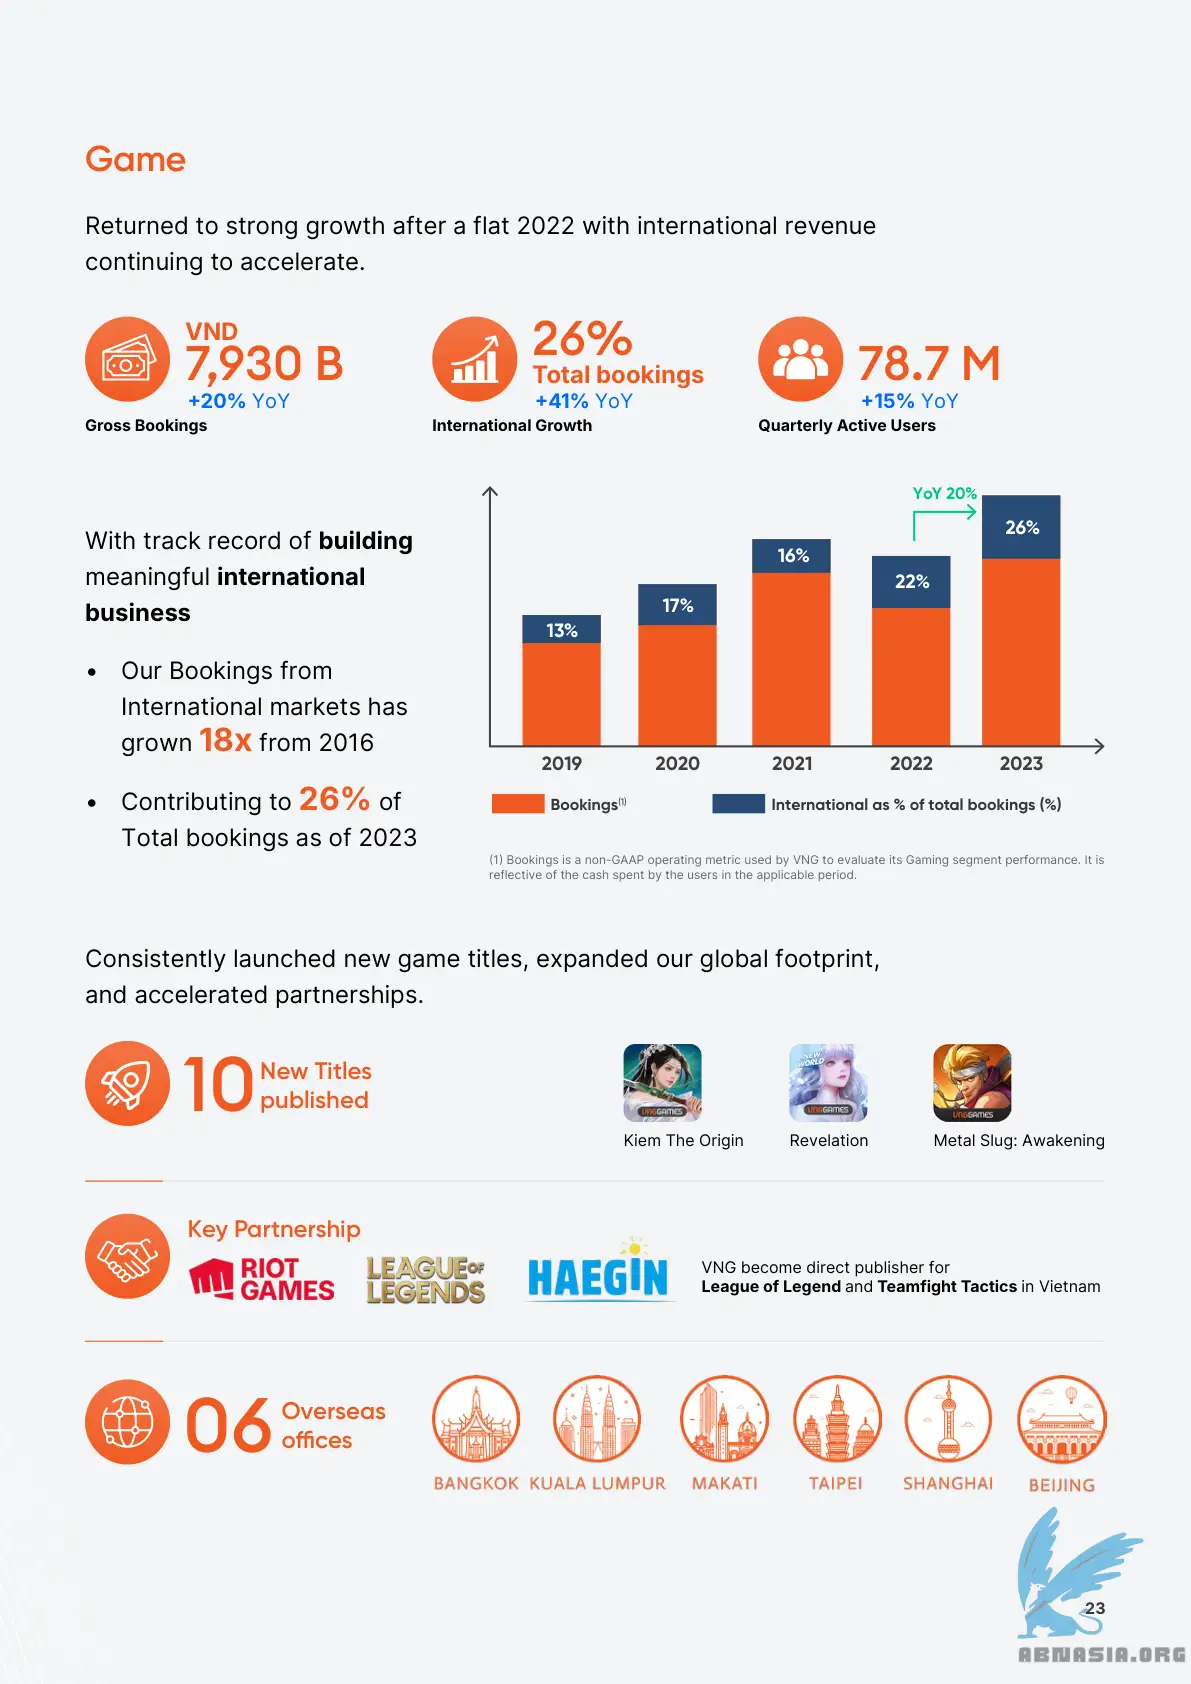 Game
Returned to strong growth after a flat 2022 with international revenue
continuing to accelerate.
VND
7,930 B
+20% YoY
Gross Bookings
26%
Total bookings
+41% YoY
International Growth
78.7 M
+15% YoY
Quarterly Active Users
With track record of building
meaningful international
business
• Our Bookings from
International markets has
grown 18x from 2016
• Contributing to 26% of
Total bookings as of 2023
YoY 20%
13%
17%
16%
22%
26%
2019 2020 2021 2022 2023
Bookings(1) International as % of total bookings (%)
(1) Bookings is a non-GAAP operating metric used by VNG to evaluate its Gaming segment performance. It is
reflective of the cash spent by the users in the applicable period.
Consistently launched new game titles, expanded our global footprint,
and accelerated partnerships.
10 New Titles
published
VNGGAMES
NEW
WORLD
VNGGAMES
VNGGAMES
Kiem The Origin Revelation Metal Slug: Awakening
Key Partnership
RIOT
GAMES
LEAGUE OF
LEGENDS
HAEGIN
VNG become direct publisher for
League of Legend and Teamfight Tactics in Vietnam
06 Overseas
offices
BANGKOK KUALA LUMPUR MAKATI TAIPEI SHANGHAI BEIJING
23
ABNASIA.ORG